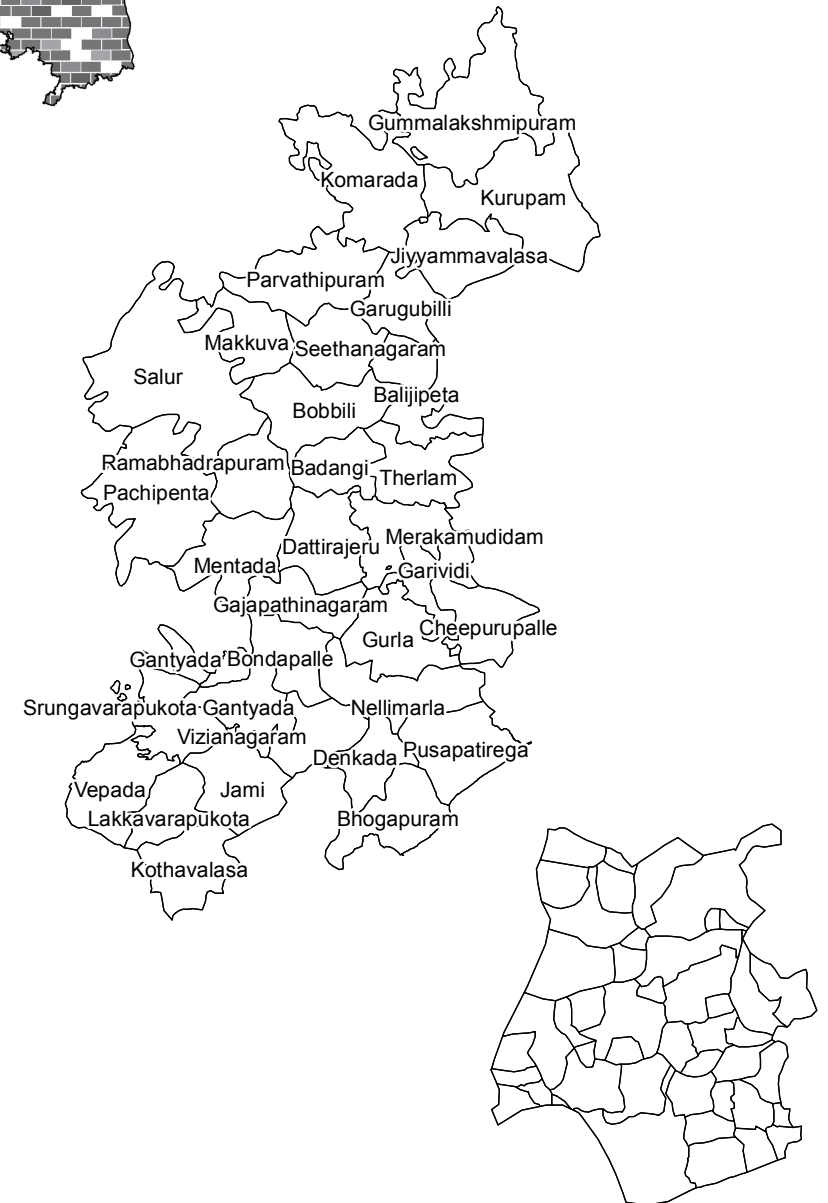 Gummalakshmipuram
Komarada
Kurupam
Jiyyammavalasa
Parvathipuram
Garugubilli
Makkuva
Seethanagaram
Salur
Balijipeta
Bobbili
Ramabhadrapuram
Badangi
Therlam
Pachipenta
Merakamudidam
Dattirajeru
Mentada
Garividi
Gajapathinagaram
Cheepurupalle
Gurla
Gantyada
Bondapalle
Srungavarapukota
Gantyada
Nellimarla
Vizianagaram
Pusapatirega
Denkada
Vepada
Jami
Lakkavarapukota
Bhogapuram
Kothavalasa